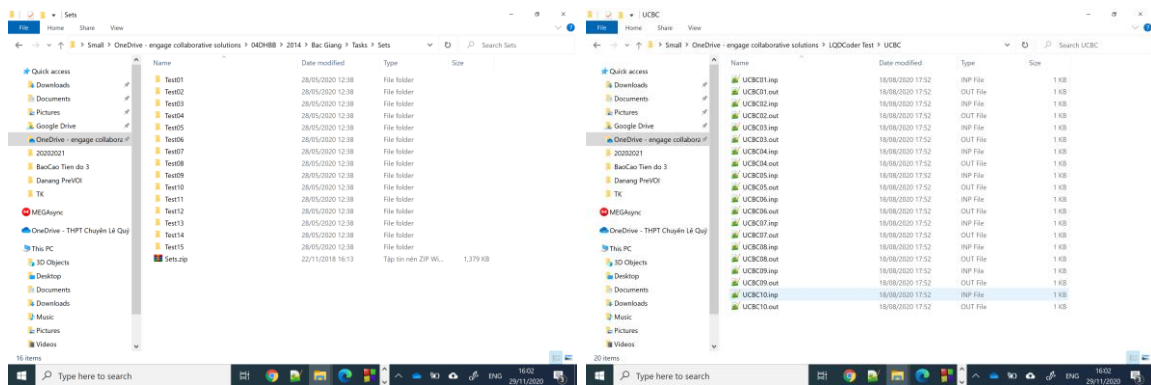 Sets
File Home Share View
Small > OneDrive - engage collaborative solutions > 04DHBB > 2014 > Bac Giang > Tasks > Sets
Search Sets
Name Date modified Type Size
Quick access
Downloads
Documents
Pictures
Google Drive
OneDrive - engage collabora
20202021
BaoCao Tien do 3
Danang PreVOI
TK
MEGAsync
OneDrive - THPT Chuyên Lê Quý
This PC
3D Objects
Desktop
Documents
Downloads
Music
Pictures
Videos
Test01 28/05/2020 12:38 File folder
Test02 28/05/2020 12:38 File folder
Test03 28/05/2020 12:38 File folder
Test04 28/05/2020 12:38 File folder
Test05 28/05/2020 12:38 File folder
Test06 28/05/2020 12:38 File folder
Test07 28/05/2020 12:38 File folder
Test08 28/05/2020 12:38 File folder
Test09 28/05/2020 12:38 File folder
Test10 28/05/2020 12:38 File folder
Test11 28/05/2020 12:38 File folder
Test12 28/05/2020 12:38 File folder
Test13 28/05/2020 12:38 File folder
Test14 28/05/2020 12:38 File folder
Test15 28/05/2020 12:38 File folder
Sets.zip 22/11/2018 16:13 Tập tin nén ZIP Wi... 1,379 KB
16 items
Type here to search
ENG
16:02
29/11/2020
UCBC
File Home Share View
Small > OneDrive - engage collaborative solutions > LQDCoder Test > UCBC
Search UCBC
Name Date modified Type Size
Quick access
Downloads
Documents
Pictures
Google Drive
OneDrive - engage collabora
20202021
BaoCao Tien do 3
Danang PreVOI
TK
MEGAsync
OneDrive - THPT Chuyên Lê Quý
This PC
3D Objects
Desktop
Documents
Downloads
Music
Pictures
Videos
UCBC01.inp 18/08/2020 17:52 INP File 1 KB
UCBC01.out 18/08/2020 17:52 OUT File 1 KB
UCBC02.inp 18/08/2020 17:52 INP File 1 KB
UCBC02.out 18/08/2020 17:52 OUT File 1 KB
UCBC03.inp 18/08/2020 17:52 INP File 1 KB
UCBC03.out 18/08/2020 17:52 OUT File 1 KB
UCBC04.inp 18/08/2020 17:52 INP File 1 KB
UCBC04.out 18/08/2020 17:52 OUT File 1 KB
UCBC05.inp 18/08/2020 17:52 INP File 1 KB
UCBC05.out 18/08/2020 17:52 OUT File 1 KB
UCBC06.inp 18/08/2020 17:52 INP File 1 KB
UCBC06.out 18/08/2020 17:52 OUT File 1 KB
UCBC07.inp 18/08/2020 17:52 INP File 1 KB
UCBC07.out 18/08/2020 17:52 OUT File 1 KB
UCBC08.inp 18/08/2020 17:52 INP File 1 KB
UCBC08.out 18/08/2020 17:52 OUT File 1 KB
UCBC09.inp 18/08/2020 17:52 INP File 1 KB
UCBC09.out 18/08/2020 17:52 OUT File 1 KB
UCBC10.inp 18/08/2020 17:52 INP File 1 KB
UCBC10.out 18/08/2020 17:52 OUT File 1 KB
20 items
Type here to search
ENG
16:02
29/11/2020